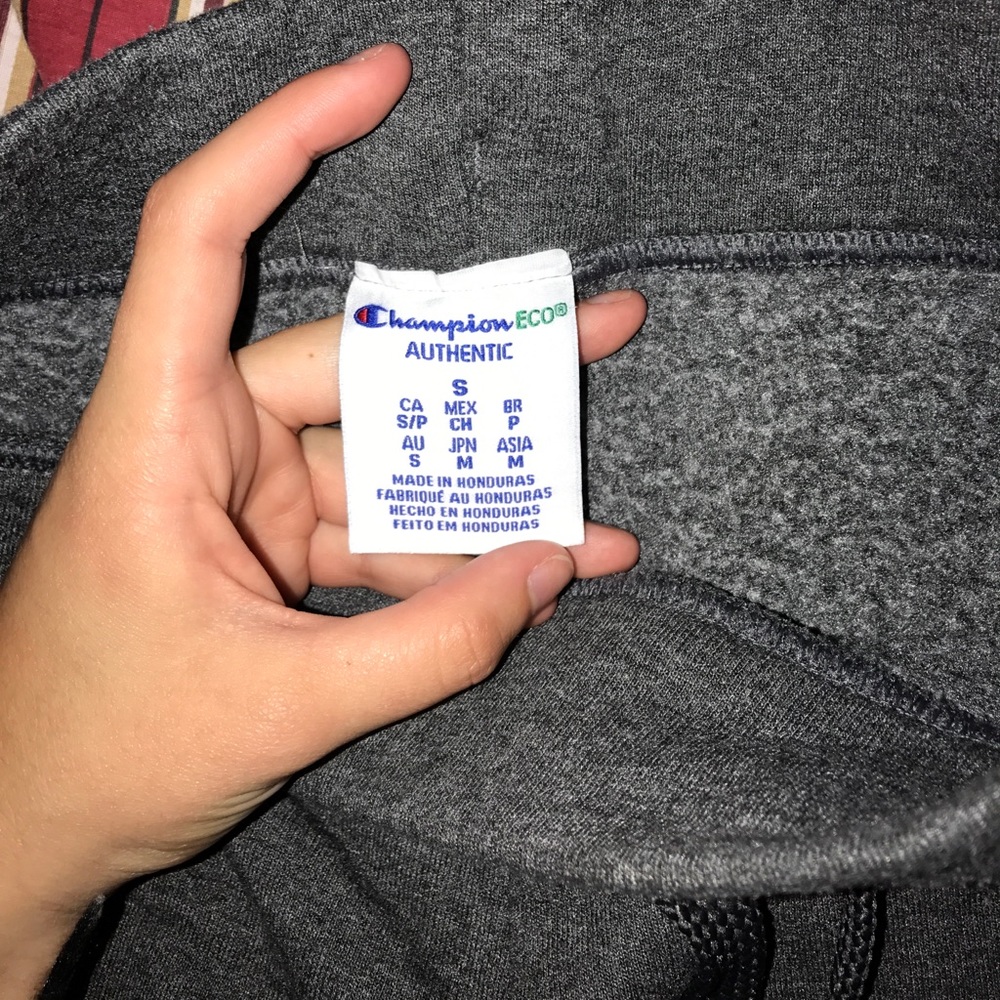 Champion ECO®
AUTHENTIC
S
CA MEX BR
S/P CH P
AU JPN ASIA
S M M
MADE IN HONDURAS
FABRIQUÉ AU HONDURAS
HECHO EN HONDURAS
FEITO EM HONDURAS